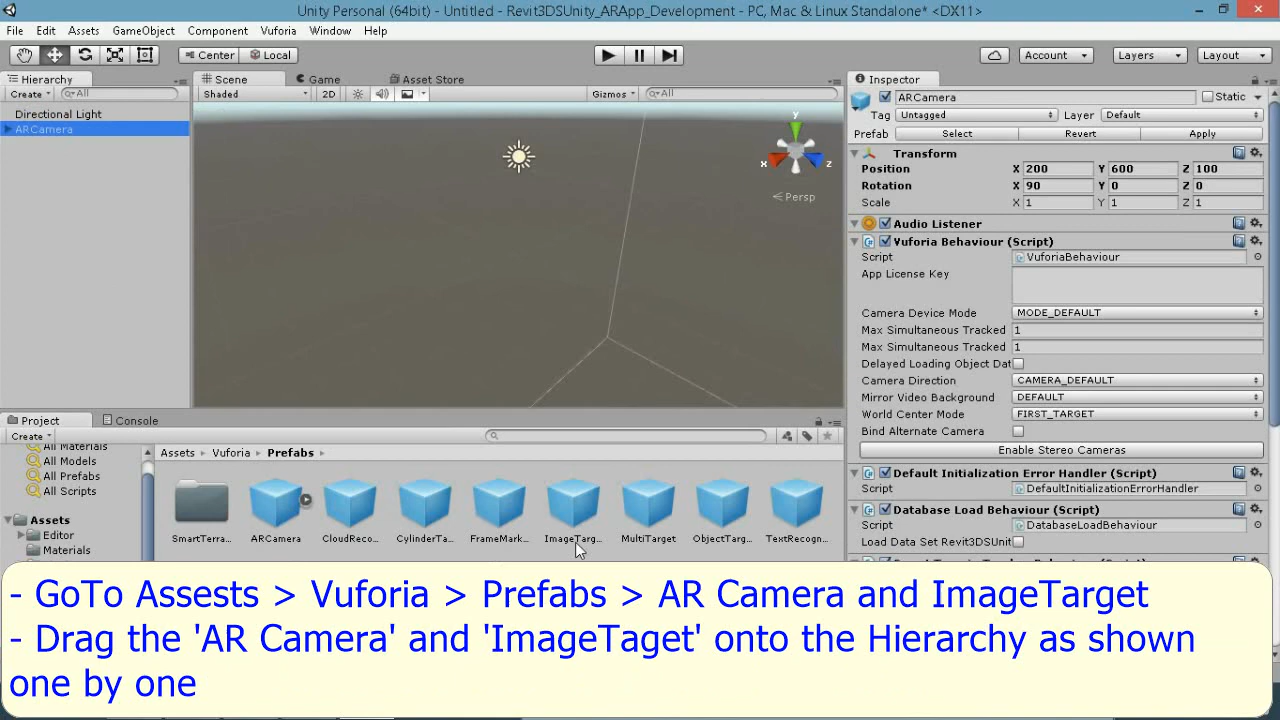 Unity Personal (64bit) - Untitled - Revit3DSUnity_ARApp_Development - PC, Mac & Linux Standalone* <DX11>
File Edit Assets GameObject Component Vuforia Window Help
Center Local Account Layers Layout
Hierarchy Scene Game Asset Store Inspector
Create All Shaded 2D Gizmos All ARCamera Static
Directional Light
ARCamera
y
x
z
Persp
Tag Untagged Layer Default
Prefab Select Revert Apply
Transform
Position X 200 Y 600 Z 100
Rotation X 90 Y 0 Z 0
Scale X 1 Y 1 Z 1
Audio Listener
Vuforia Behaviour (Script)
Script VuforiaBehaviour
App License Key
Camera Device Mode MODE_DEFAULT
Max Simultaneous Tracked 1
Max Simultaneous Tracked 1
Delayed Loading Object Dat
Camera Direction CAMERA_DEFAULT
Mirror Video Background DEFAULT
World Center Mode FIRST_TARGET
Bind Alternate Camera
Enable Stereo Cameras
Default Initialization Error Handler (Script)
Script DefaultInitializationErrorHandler
Database Load Behaviour (Script)
Script DatabaseLoadBehaviour
Load Data Set Revit3DSUnit
Project Console
Create
All Materials
All Models
All Prefabs
All Scripts
Assets
Editor
Materials
Assets Vuforia Prefabs
SmartTerra... ARCamera CloudReco... CylinderTa... FrameMark... ImageTarg... MultiTarget ObjectTarg... TextRecogn...
- GoTo Assests > Vuforia > Prefabs > AR Camera and ImageTarget
- Drag the 'AR Camera' and 'ImageTaget' onto the Hierarchy as shown
one by one